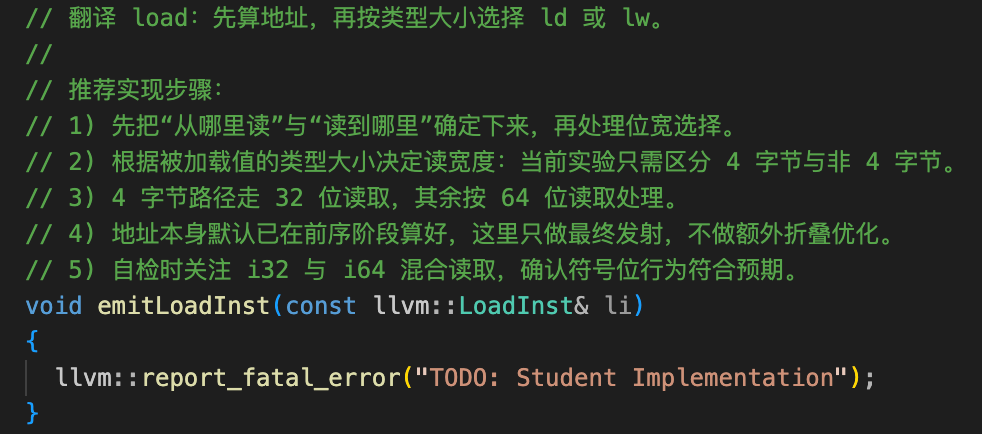 // 翻译 load：先算地址，再按类型大小选择 ld 或 lw。
//
// 推荐实现步骤：
// 1) 先把“从哪里读”与“读到哪里”确定下来，再处理位宽选择。
// 2) 根据被加载值的类型大小决定读宽度：当前实验只需区分 4 字节与非 4 字节。
// 3) 4 字节路径走 32 位读取，其余按 64 位读取处理。
// 4) 地址本身默认已在前序阶段算好，这里只做最终发射，不做额外折叠优化。
// 5) 自检时关注 i32 与 i64 混合读取，确认符号位行为符合预期。
void emitLoadInst(const llvm::LoadInst& li)
{
  llvm::report_fatal_error("TODO: Student Implementation");
}